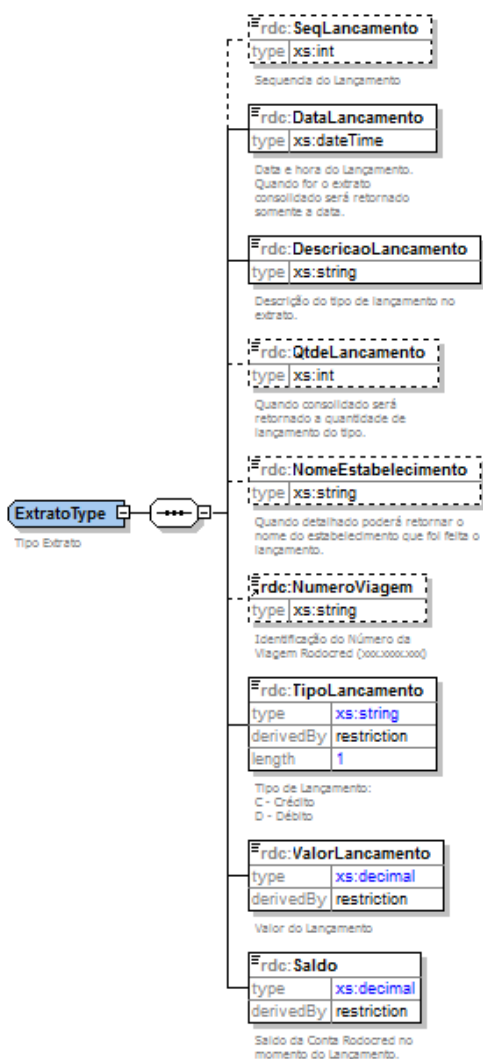 rdc:SeqLancamento
type xs:int
Sequencia do Lançamento
rdc:DataLancamento
type xs:dateTime
Data e hora do Lançamento.
Quando for o extrato
consolidado será retornado
somente a data.
rdc:DescricaoLancamento
type xs:string
Descrição do tipo de lançamento no
extrato.
rdc:QtdeLancamento
type xs:int
Quando consolidado será
retornado a quantidade de
lançamento do tipo.
rdc:NomeEstabelecimento
type xs:string
Quando detalhado poderá retornar o
nome do estabelecimento que foi feita o
lançamento.
ExtratoType
Tipo Extrato
rdc:NumeroViagem
type xs:string
Identificação do Número da
Viagem Rodocred (xxx.xxxx.xxx)
rdc:TipoLancamento
type xs:string
derivedBy restriction
length 1
Tipo de Lançamento:
C - Crédito
D - Débito
rdc:ValorLancamento
type xs:decimal
derivedBy restriction
Valor do Lançamento
rdc:Saldo
type xs:decimal
derivedBy restriction
Saldo da Conta Rodocred no
momento do Lançamento.